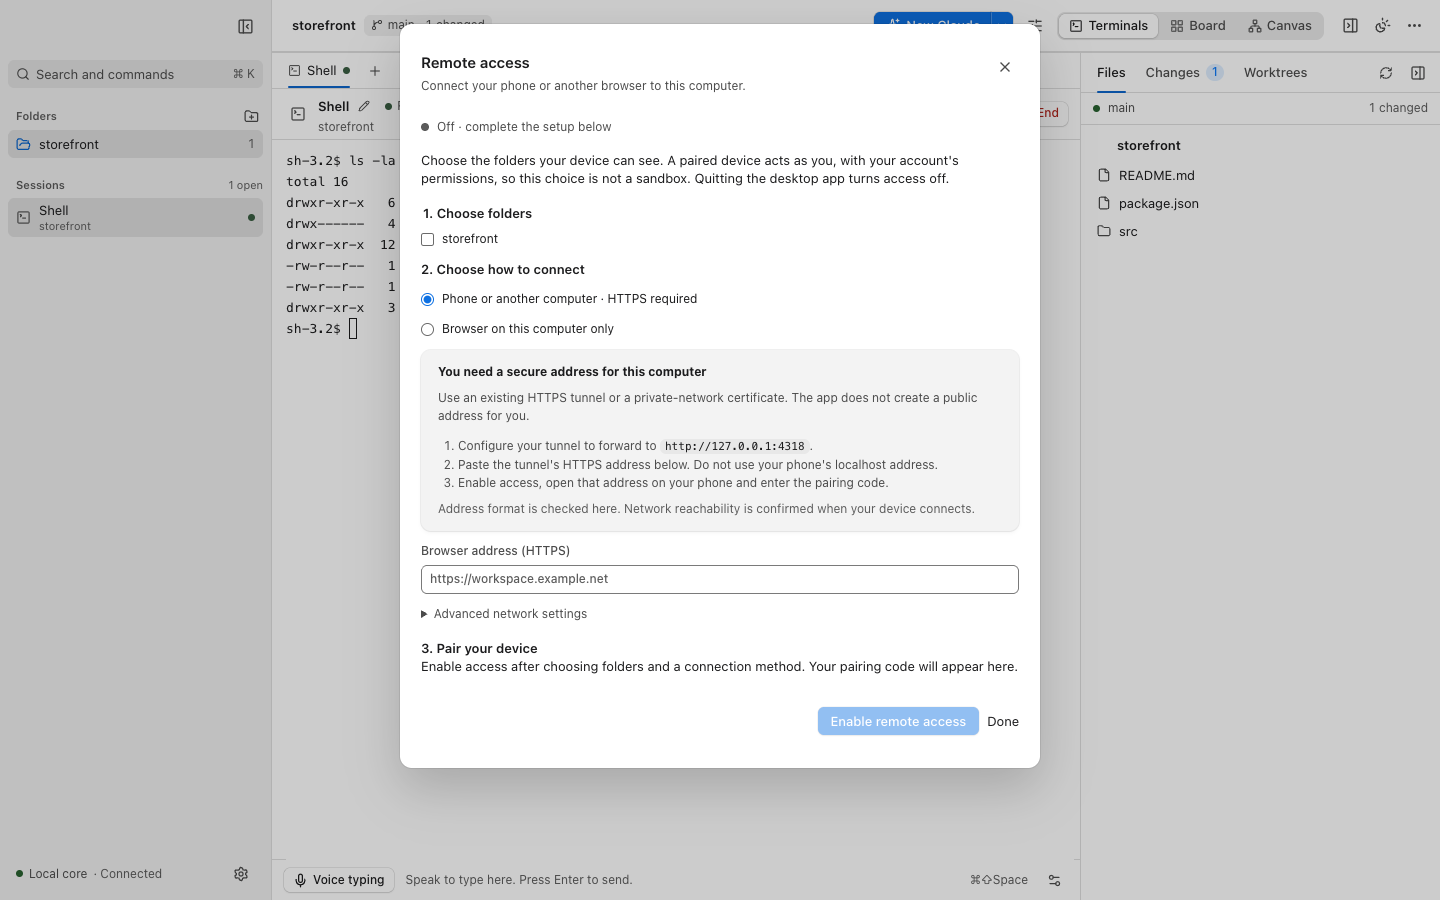 storefront
main · 1 changed
New Claude
Terminals
Board
Canvas
Search and commands
⌘ K
Folders
storefront
1
Sessions
1 open
Shell
storefront
Local core · Connected
Shell
Shell
storefront
End
sh-3.2$ ls -la
total 16
drwxr-xr-x 6
drwx------ 4
drwxr-xr-x 12
-rw-r--r-- 1
-rw-r--r-- 1
drwxr-xr-x 3
sh-3.2$
Remote access
Connect your phone or another browser to this computer.
Off · complete the setup below
Choose the folders your device can see. A paired device acts as you, with your account's
permissions, so this choice is not a sandbox. Quitting the desktop app turns access off.
1. Choose folders
storefront
2. Choose how to connect
Phone or another computer · HTTPS required
Browser on this computer only
You need a secure address for this computer
Use an existing HTTPS tunnel or a private-network certificate. The app does not create a public
address for you.
1. Configure your tunnel to forward to http://127.0.0.1:4318.
2. Paste the tunnel's HTTPS address below. Do not use your phone's localhost address.
3. Enable access, open that address on your phone and enter the pairing code.
Address format is checked here. Network reachability is confirmed when your device connects.
Browser address (HTTPS)
https://workspace.example.net
Advanced network settings
3. Pair your device
Enable access after choosing folders and a connection method. Your pairing code will appear here.
Enable remote access
Done
Voice typing
Speak to type here. Press Enter to send.
⌘⇧Space
Files
Changes 1
Worktrees
main
1 changed
storefront
README.md
package.json
src